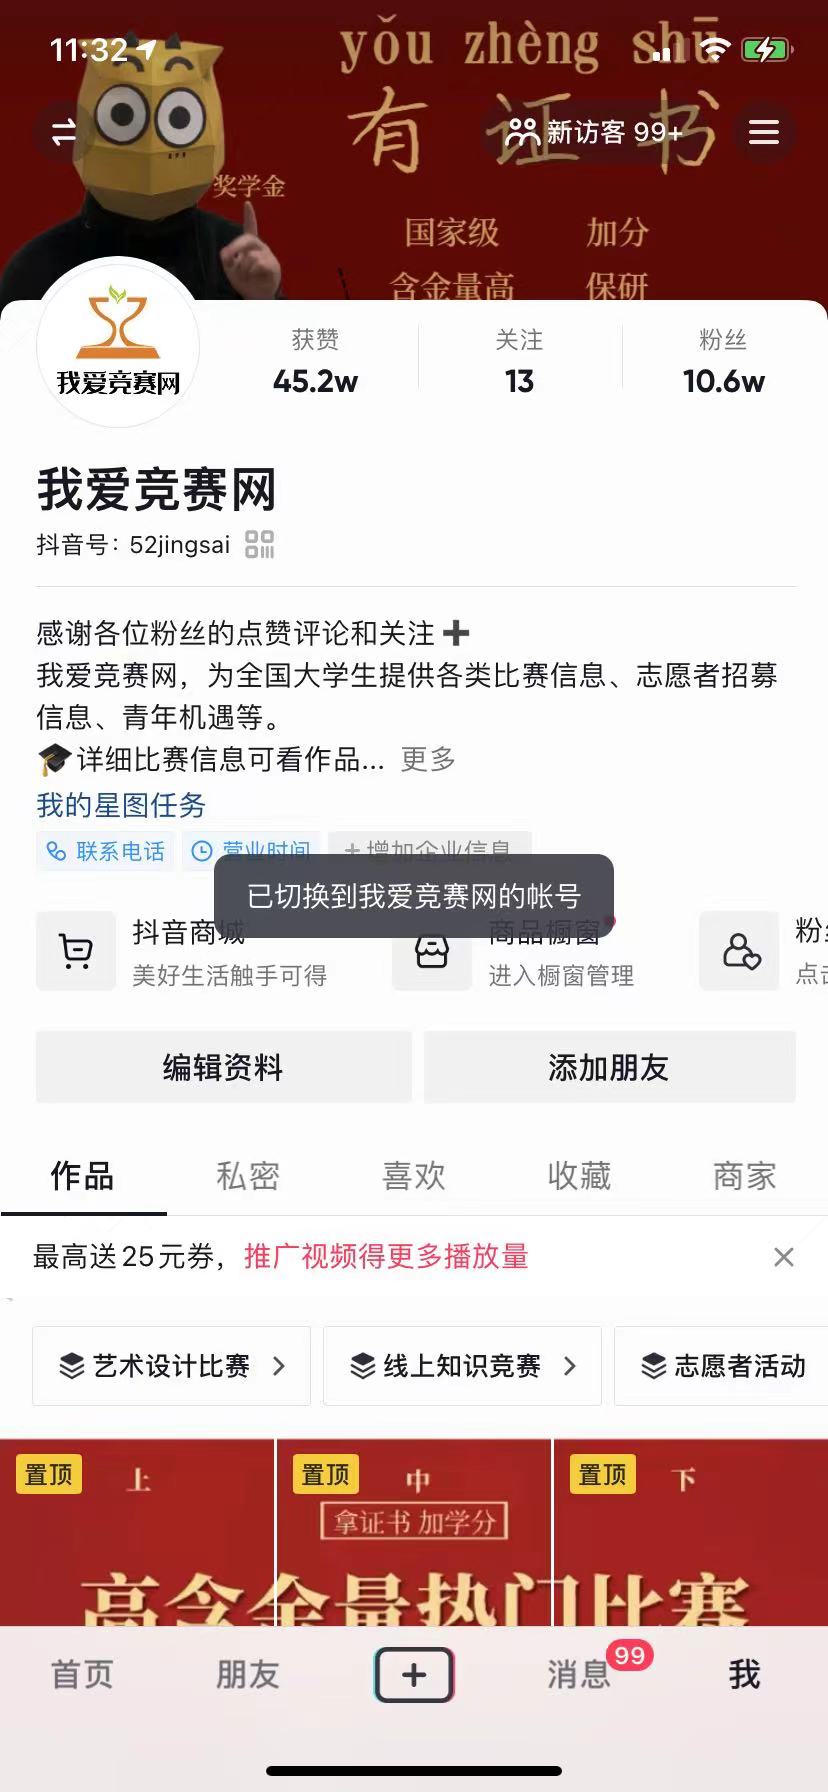 11:32
yǒu zhèng shū
有 证 书
新访客 99+
奖学金
国家级 加分
含金量高 保研
我爱竞赛网
获赞 关注 粉丝
45.2w 13 10.6w
我爱竞赛网
抖音号：52jingsai
感谢各位粉丝的点赞评论和关注➕
我爱竞赛网，为全国大学生提供各类比赛信息、志愿者招募
信息、青年机遇等。
🎓详细比赛信息可看作品... 更多
我的星图任务
联系电话 营业时间 + 增加企业信息
已切换到我爱竞赛网的帐号
抖音商城 商品橱窗 粉
美好生活触手可得 进入橱窗管理 点
编辑资料 添加朋友
作品 私密 喜欢 收藏 商家
最高送25元券，推广视频得更多播放量
艺术设计比赛 线上知识竞赛 志愿者活动
置顶 上 置顶 中 置顶 下
拿证书 加学分
高含金量热门比赛
首页 朋友 消息 99 我